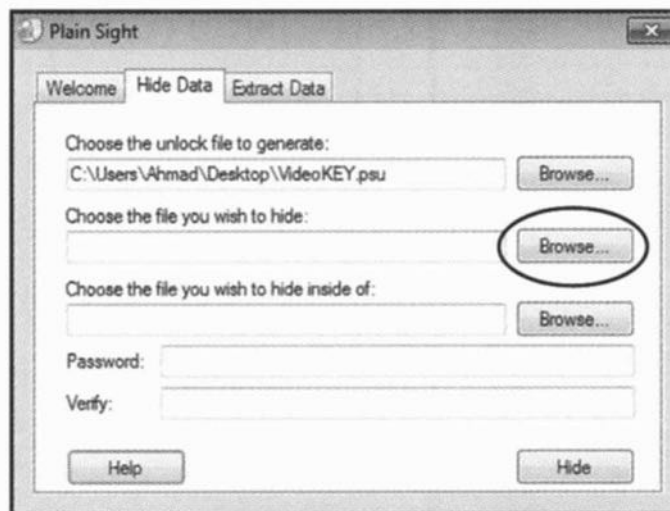 Plain Sight
Welcome Hide Data Extract Data
Choose the unlock file to generate:
C:\Users\Ahmad\Desktop\VideoKEY.psu Browse...
Choose the file you wish to hide:
Browse...
Choose the file you wish to hide inside of:
Browse...
Password:
Verify:
Help Hide